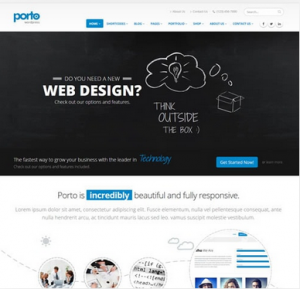 porto
HOME
SHORTCODES
BLOG
PAGES
PORTFOLIO
SHOP
ABOUT US
CONTACT US
DO YOU NEED A NEW
WEB DESIGN?
Check out our options and features.
THINK
OUTSIDE
THE BOX :)
The fastest way to grow your business with the leader in Technology
Check out our options and features included.
Get Started Now!
Porto is incredibly beautiful and fully responsive.
Lorem ipsum dolor sit amet, consectetur adipiscing elit. Fusce elementum, nulla vel pellentesque consequat, ante
nulla hendrerit arcu, ac tincidunt mauris lacus sed leo. vamus suscipit molestie vestibulum.